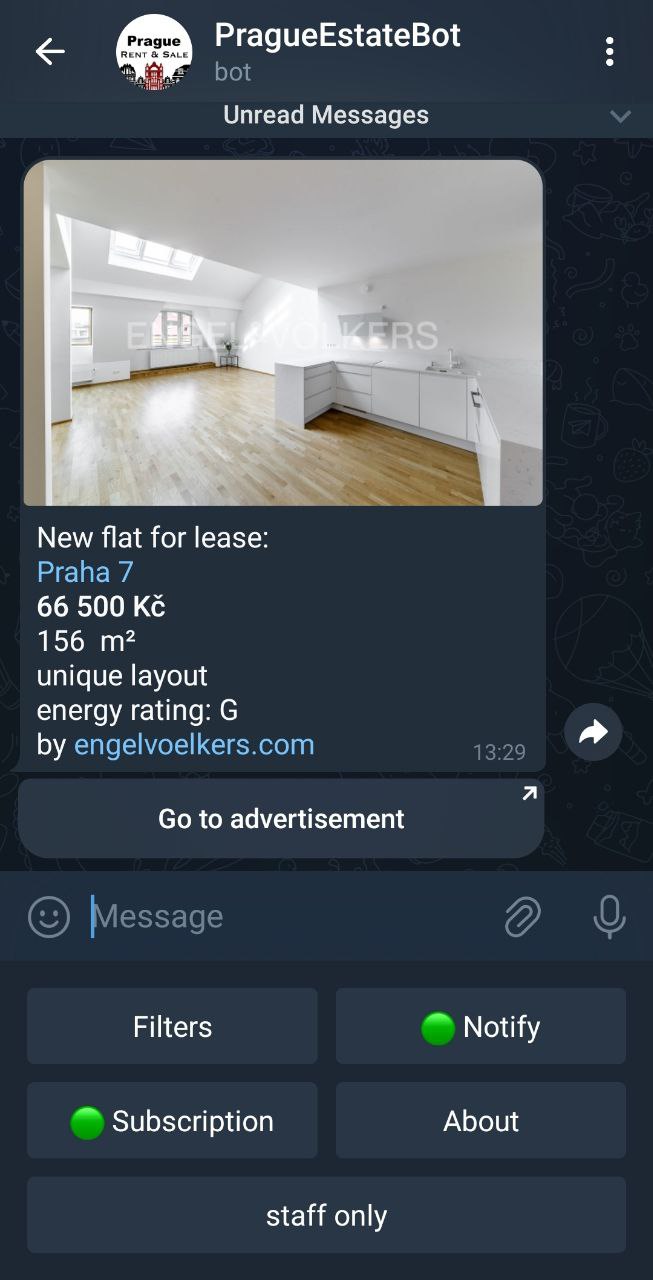 Prague
RENT & SALE
PragueEstateBot
bot
Unread Messages
ENGEL & VÖLKERS
New flat for lease:
Praha 7
66 500 Kč
156 m²
unique layout
energy rating: G
by engelvoelkers.com
13:29
Go to advertisement
Message
Filters
Notify
Subscription
About
staff only